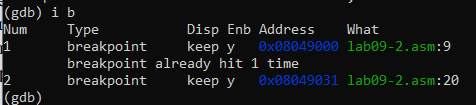 (gdb) i b
Num     Type           Disp Enb Address    What
1       breakpoint     keep y   0x08049000 lab09-2.asm:9
        breakpoint already hit 1 time
2       breakpoint     keep y   0x08049031 lab09-2.asm:20
(gdb)